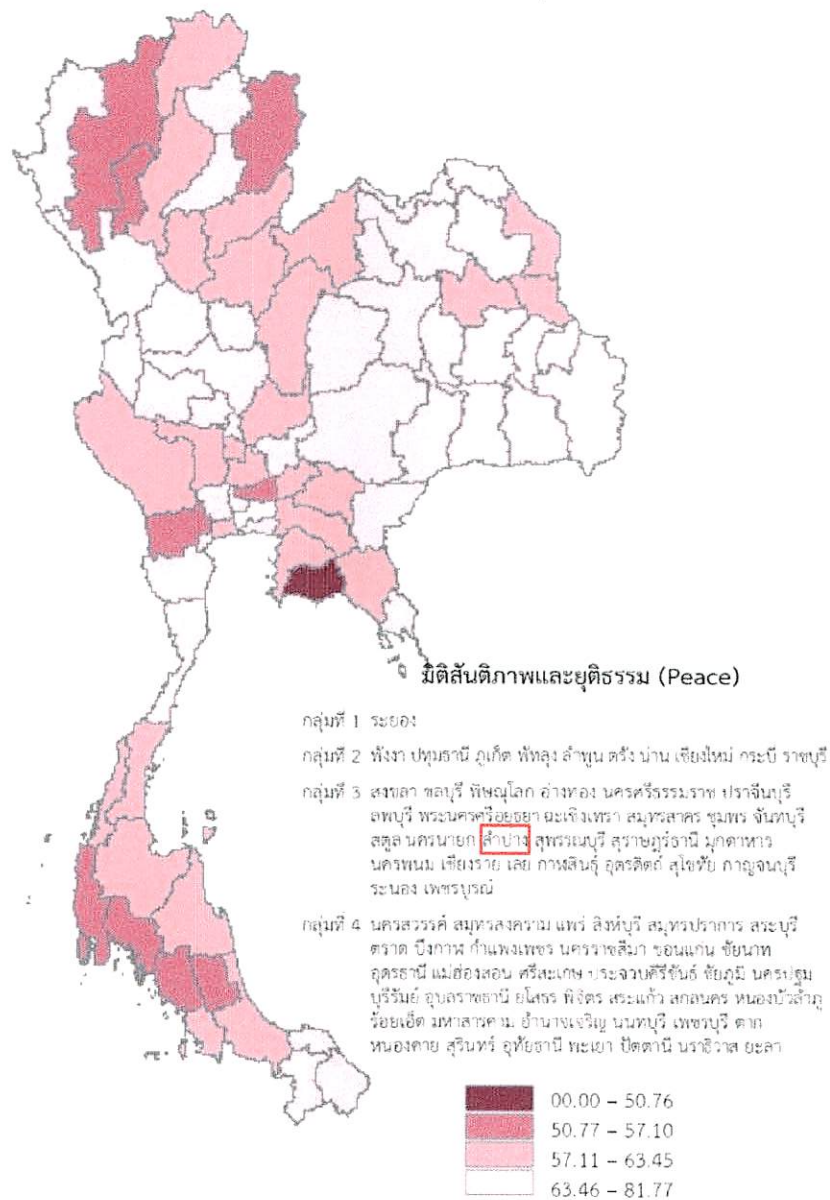 มิติสันติภาพและยุติธรรม (Peace)
กลุ่มที่ 1 ระยอง
กลุ่มที่ 2 พังงา ปทุมธานี ภูเก็ต พัทลุง ลำพูน ตรัง น่าน เชียงใหม่ กระบี่ ราชบุรี
กลุ่มที่ 3 สงขลา ชลบุรี พิษณุโลก อ่างทอง นครศรีธรรมราช ปราจีนบุรี
ลพบุรี พระนครศรีอยุธยา ฉะเชิงเทรา สมุทรสาคร ชุมพร จันทบุรี
สตูล นครนายก ลำปาง สุพรรณบุรี สุราษฎร์ธานี มุกดาหาร
นครพนม เชียงราย เลย กาฬสินธุ์ อุตรดิตถ์ สุโขทัย กาญจนบุรี
ระนอง เพชรบูรณ์
กลุ่มที่ 4 นครสวรรค์ สมุทรสงคราม แพร่ สิงห์บุรี สมุทรปราการ สระบุรี
ตราด บึงกาฬ กำแพงเพชร นครราชสีมา ขอนแก่น ชัยนาท
อุดรธานี แม่ฮ่องสอน ศรีสะเกษ ประจวบคีรีขันธ์ ชัยภูมิ นครปฐม
บุรีรัมย์ อุบลราชธานี ยโสธร พิจิตร สระแก้ว สกลนคร หนองบัวลำภู
ร้อยเอ็ด มหาสารคาม อำนาจเจริญ นนทบุรี เพชรบุรี ตาก
หนองคาย สุรินทร์ อุทัยธานี พะเยา ปัตตานี นราธิวาส ยะลา
00.00 – 50.76
50.77 – 57.10
57.11 – 63.45
63.46 – 81.77